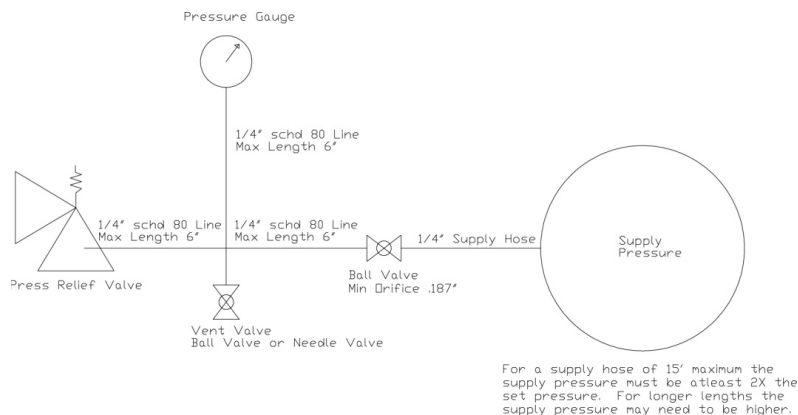 Pressure Gauge
1/4" schd 80 Line
Max Length 6"
1/4" schd 80 Line
Max Length 6"
1/4" schd 80 Line
Max Length 6"
1/4" Supply Hose
Supply
Pressure
Press Relief Valve
Ball Valve
Min Orifice .187"
Vent Valve
Ball Valve or Needle Valve
For a supply hose of 15' maximum the
supply pressure must be atleast 2X the
set pressure. For longer lengths the
supply pressure may need to be higher.